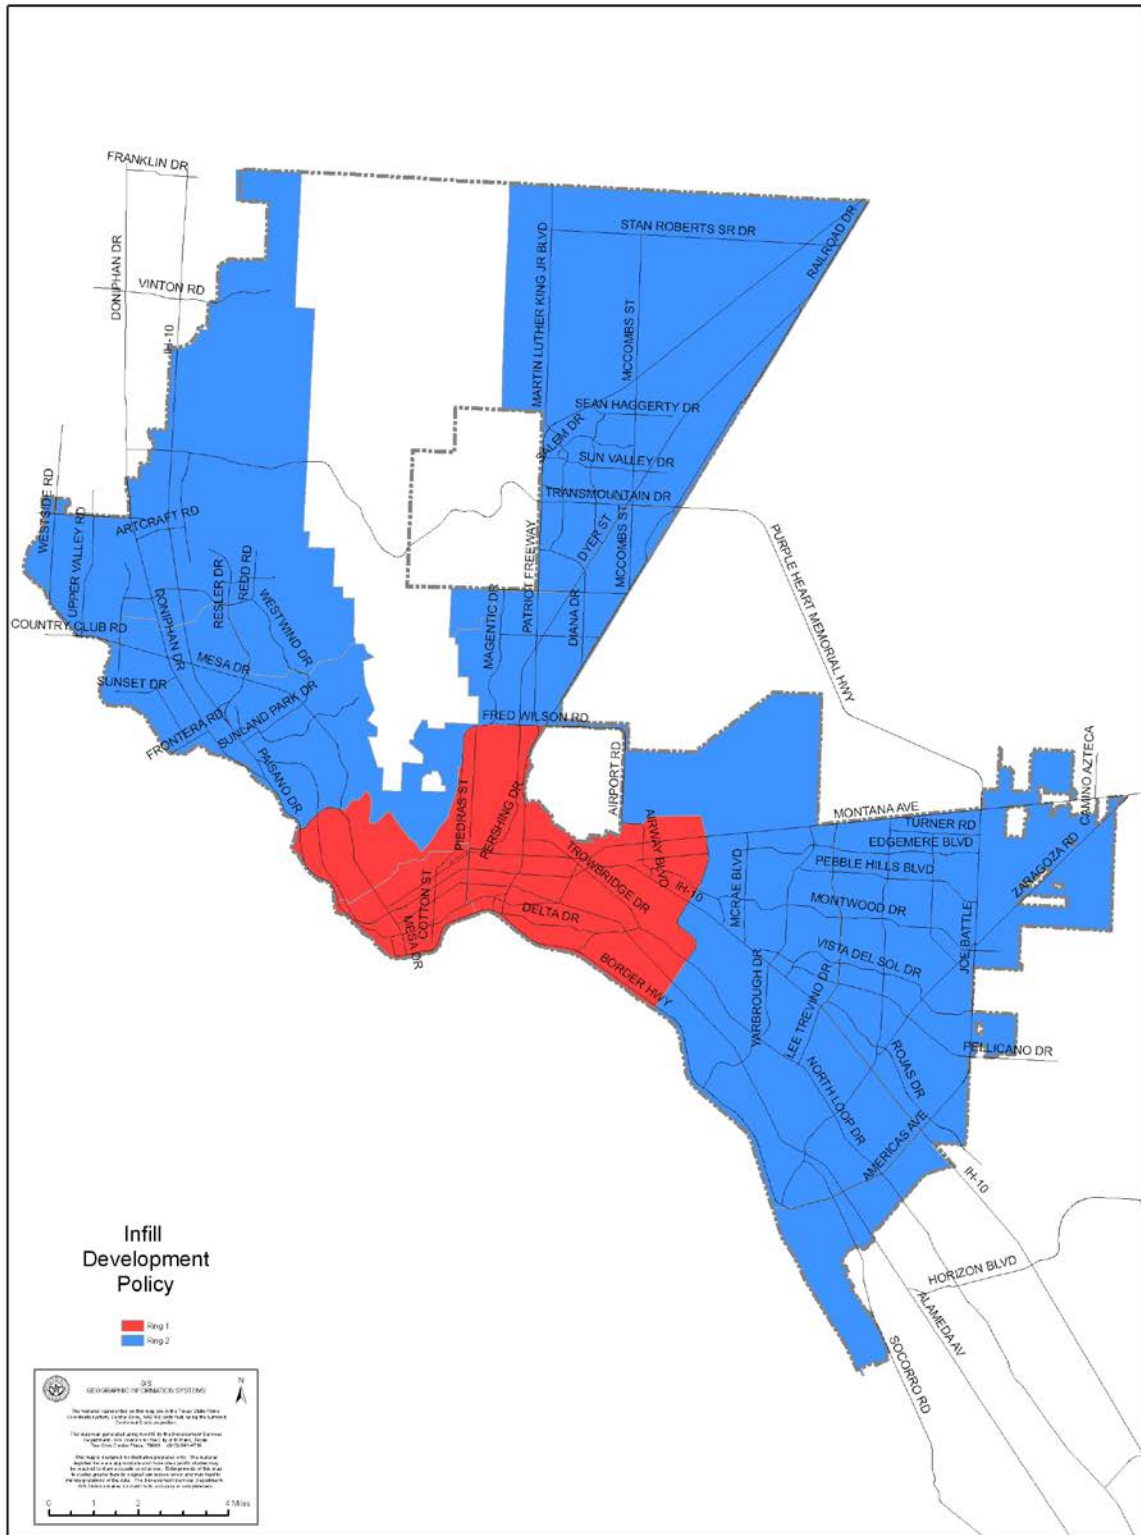 FRANKLIN DR
DONIPHAN DR
VINTON RD
IH-10
MARTIN LUTHER KING JR BLVD
STAN ROBERTS SR DR
RAILROAD DR
MCCOMBS ST
SEAN HAGGERTY DR
SALEM DR
SUN VALLEY DR
TRANSMOUNTAIN DR
WESTSIDE RD
UPPER VALLEY RD
ARTCRAFT RD
DYER ST
MCCOMBS ST
PATRIOT FREEWAY
PURPLE HEART MEMORIAL HWY
RESLER DR
REDD RD
WESTWIND DR
DONIPHAN DR
MAGENTIC DR
DIANA DR
COUNTRY CLUB RD
MESA DR
SUNSET DR
SUNLAND PARK DR
FRONTERA RD
FRED WILSON RD
PAISANO DR
AIRPORT RD
CAMINO AZTECA
PIEDRAS ST
PERSHING DR
MONTANA AVE
AIRWAY BLVD
TURNER RD
EDGEMERE BLVD
TROWBRIDGE DR
IH-10
MCRAE BLVD
PEBBLE HILLS BLVD
ZARAGOZA RD
COTTON ST
MESA DR
DELTA DR
MONTWOOD DR
JOE BATTLE
VISTA DEL SOL DR
BORDER HWY
YARBROUGH DR
LEE TREVINO DR
ROJAS DR
PELLICANO DR
NORTH LOOP DR
AMERICAS AVE
IH-10
HORIZON BLVD
ALAMEDA AV
SOCORRO RD
Infill
Development
Policy
Ring 1
Ring 2
GIS
GEOGRAPHIC INFORMATION SYSTEMS
N
0 1 2 4 Miles